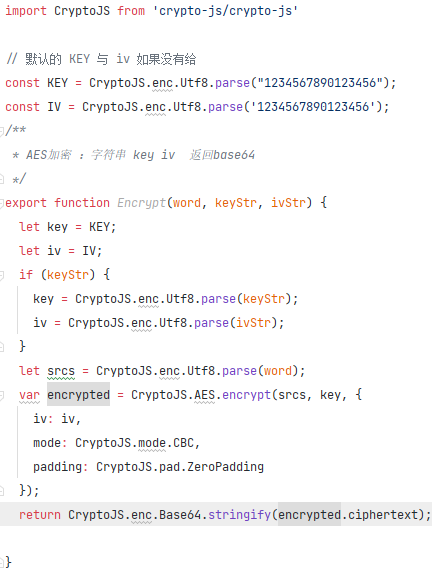 import CryptoJS from 'crypto-js/crypto-js'
// 默认的 KEY 与 iv 如果没有给
const KEY = CryptoJS.enc.Utf8.parse("1234567890123456");
const IV = CryptoJS.enc.Utf8.parse('1234567890123456');
/**
 * AES加密 ：字符串 key iv  返回base64
 */
export function Encrypt(word, keyStr, ivStr) {
  let key = KEY;
  let iv = IV;
  if (keyStr) {
    key = CryptoJS.enc.Utf8.parse(keyStr);
    iv = CryptoJS.enc.Utf8.parse(ivStr);
  }
  let srcs = CryptoJS.enc.Utf8.parse(word);
  var encrypted = CryptoJS.AES.encrypt(srcs, key, {
    iv: iv,
    mode: CryptoJS.mode.CBC,
    padding: CryptoJS.pad.ZeroPadding
  });
  return CryptoJS.enc.Base64.stringify(encrypted.ciphertext);
}